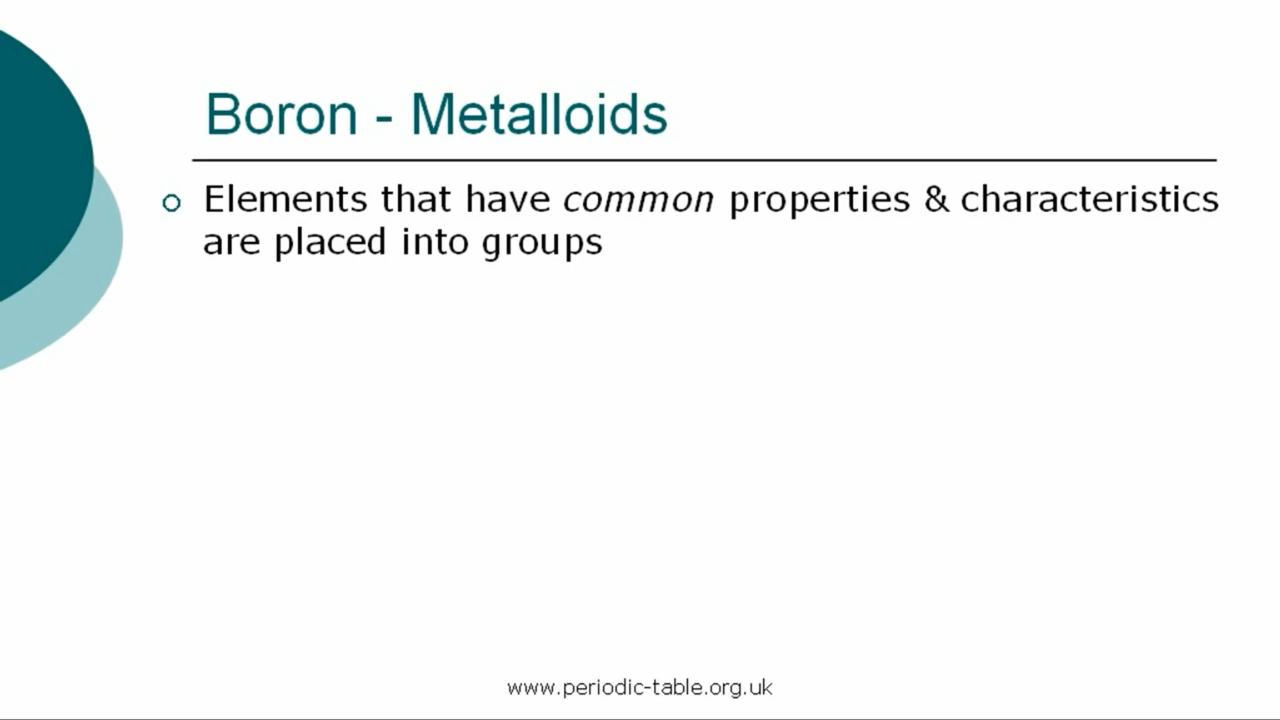 Boron - Metalloids
Elements that have common properties & characteristics
are placed into groups
www.periodic-table.org.uk